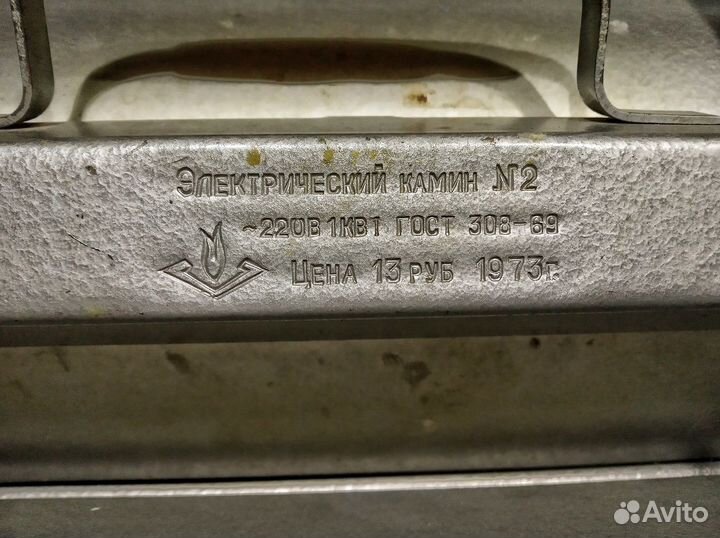 Электрический камин №2
~220В 1КВТ ГОСТ 308-69
Цена 13 руб 1973г.
Avito